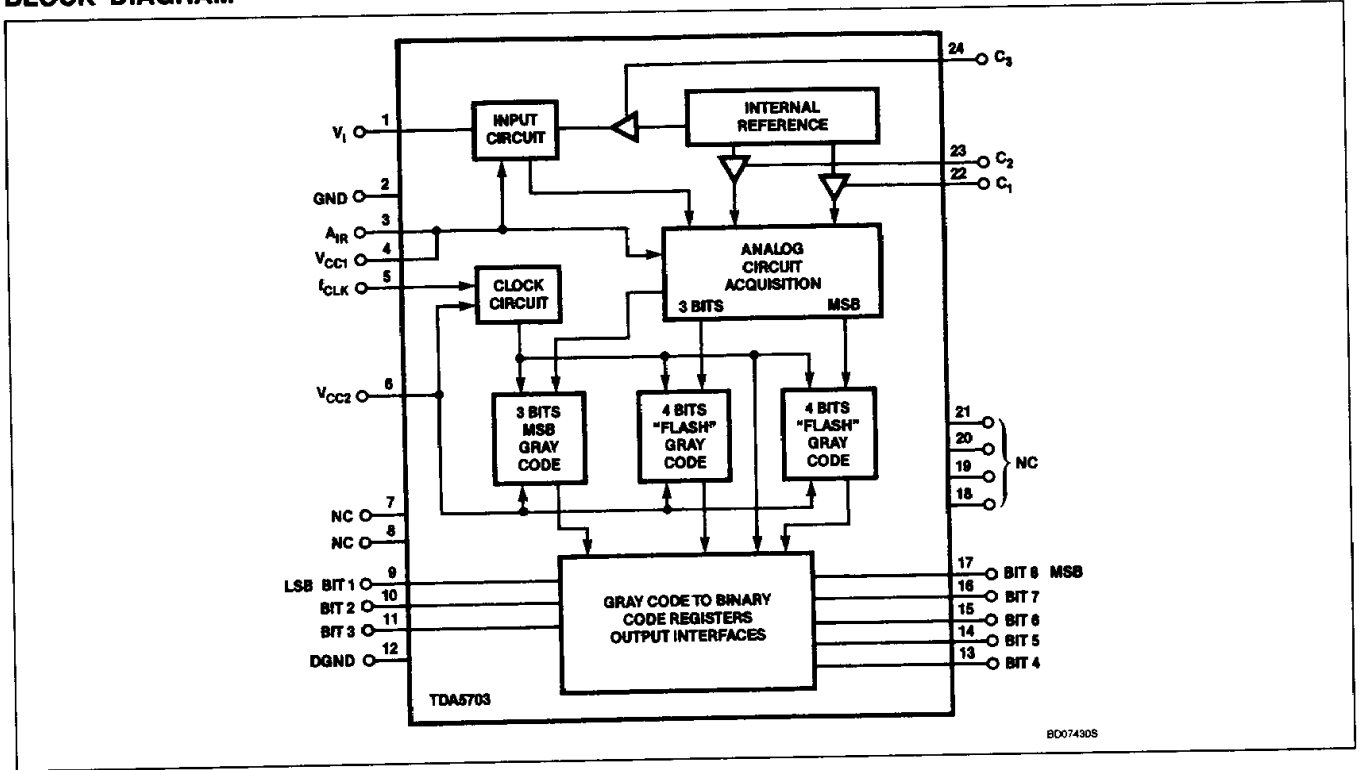 BLOCK DIAGRAM
24
C3
INPUT
CIRCUIT
INTERNAL
REFERENCE
1
VI
23
C2
22
C1
2
GND
3
AIR
4
VCC1
5
fCLK
ANALOG
CIRCUIT
ACQUISITION
3 BITS
MSB
CLOCK
CIRCUIT
6
VCC2
3 BITS
MSB
GRAY
CODE
4 BITS
"FLASH"
GRAY
CODE
4 BITS
"FLASH"
GRAY
CODE
21
20
19
18
NC
7
NC
8
NC
9
LSB BIT 1
10
BIT 2
11
BIT 3
12
DGND
GRAY CODE TO BINARY
CODE REGISTERS
OUTPUT INTERFACES
17
BIT 8 MSB
16
BIT 7
15
BIT 6
14
BIT 5
13
BIT 4
TDA5703
BD07430S